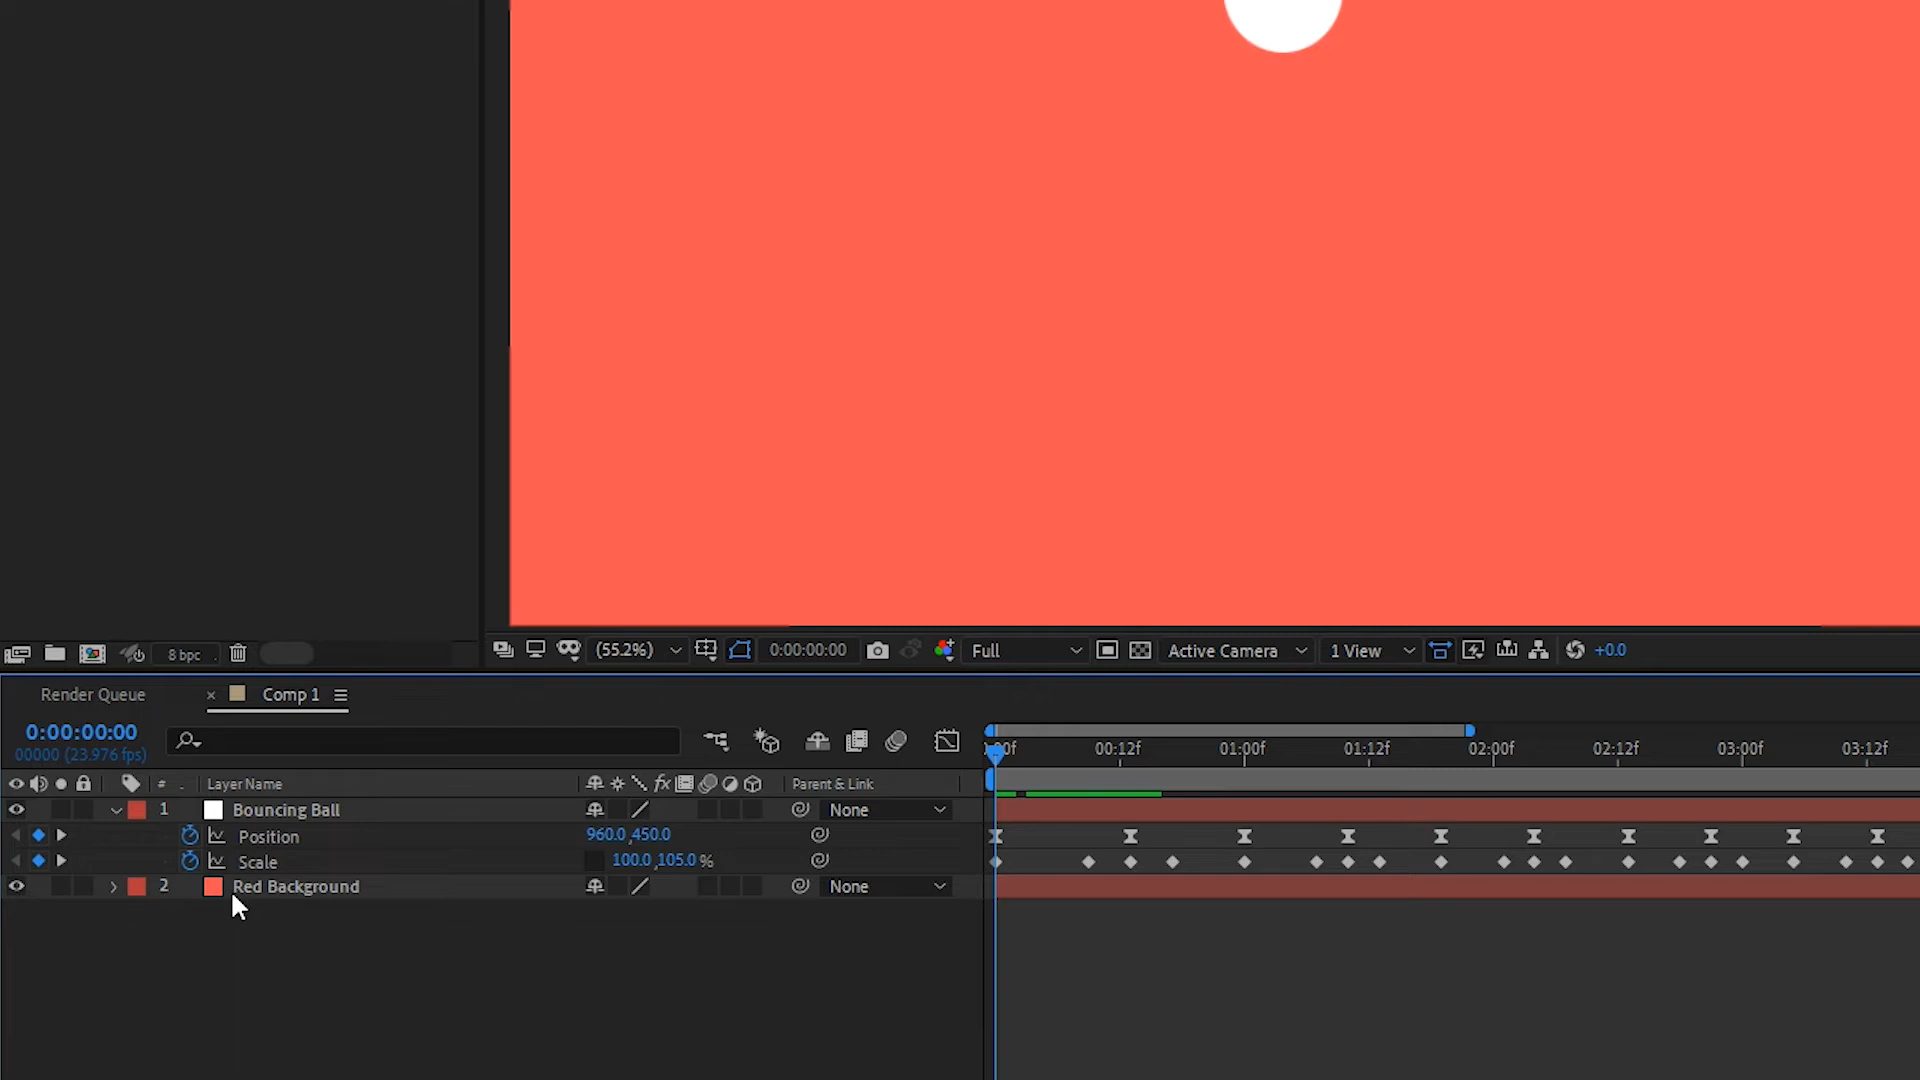 8 bpc
(55.2%) 0:00:00:00 Full Active Camera 1 View +0.0
Render Queue × Comp 1
0:00:00:00
00000 (23.976 fps)
00:12f 01:00f 01:12f 02:00f 02:12f 03:00f 03:12f
# Layer Name fx Parent & Link
1 Bouncing Ball None
Position 960.0,450.0
Scale 100.0,105.0 %
2 Red Background None